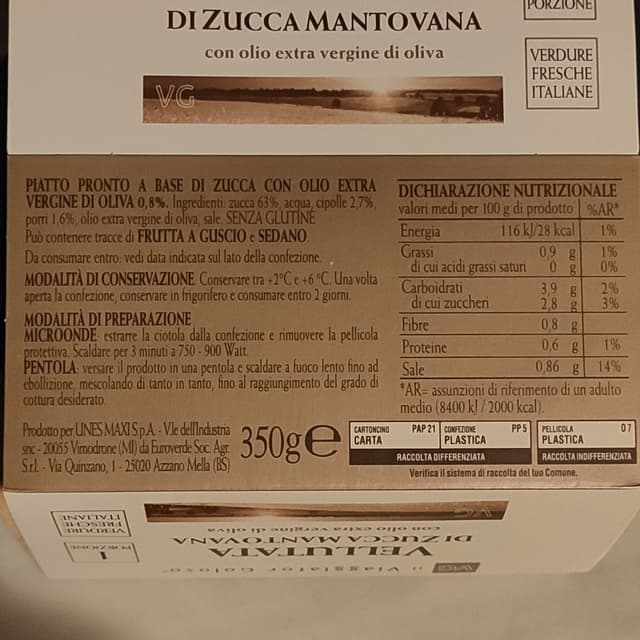 PORZIONE
DI ZUCCA MANTOVANA
con olio extra vergine di oliva
VERDURE
FRESCHE
ITALIANE
VG
PIATTO PRONTO A BASE DI ZUCCA CON OLIO EXTRA
VERGINE DI OLIVA 0,8%. Ingredienti: zucca 63%, acqua, cipolle 2,7%,
porri 1,6%, olio extra vergine di oliva, sale. SENZA GLUTINE
Può contenere tracce di FRUTTA A GUSCIO e SEDANO.
Da consumare entro: vedi data indicata sul lato della confezione.
MODALITÀ DI CONSERVAZIONE Conservare tra +2°C e +6 °C. Una volta
aperta la confezione, conservare in frigorifero e consumare entro 2 giorni.
MODALITÀ DI PREPARAZIONE
MICROONDE: estrarre la ciotola dalla confezione e rimuovere la pellicola
protettiva. Scaldare per 3 minuti a 750 - 900 Watt.
PENTOLA: versare il prodotto in una pentola e scaldare a fuoco lento fino ad
ebollizione, mescolando di tanto in tanto, fino al raggiungimento del grado di
cottura desiderato.
DICHIARAZIONE NUTRIZIONALE
valori medi per 100 g di prodotto %AR*
Energia 116 kJ/28 kcal 1%
Grassi 0,9 g 1%
di cui acidi grassi saturi 0 g 0%
Carboidrati 3,9 g 2%
di cui zuccheri 2,8 g 3%
Fibre 0,8 g
Proteine 0,6 g 1%
Sale 0,86 g 14%
*AR= assunzioni di riferimento di un adulto
medio (8400 kJ / 2000 kcal).
Prodotto per UNES MAXI S.p.A. - V.le dell'Industria
snc - 20055 Vimodrone (MI) da Euroverde Soc. Agr.
S.r.l. - Via Quinzano, 1 - 25020 Azzano Mella (BS)
350g e
CARTONCINO PAP 21
CARTA
CONFEZIONE PP 5
PLASTICA
RACCOLTA DIFFERENZIATA
PELLICOLA 0 7
PLASTICA
RACCOLTA INDIFFERENZIATA
Verifica il sistema di raccolta del tuo Comune.
VG
VERDURE
FRESCHE
ITALIANE
con olio extra vergine di oliva
DI ZUCCA MANTOVANA
VELLUTATA
1
PORZIONE
il Viaggiator Goloso
VG